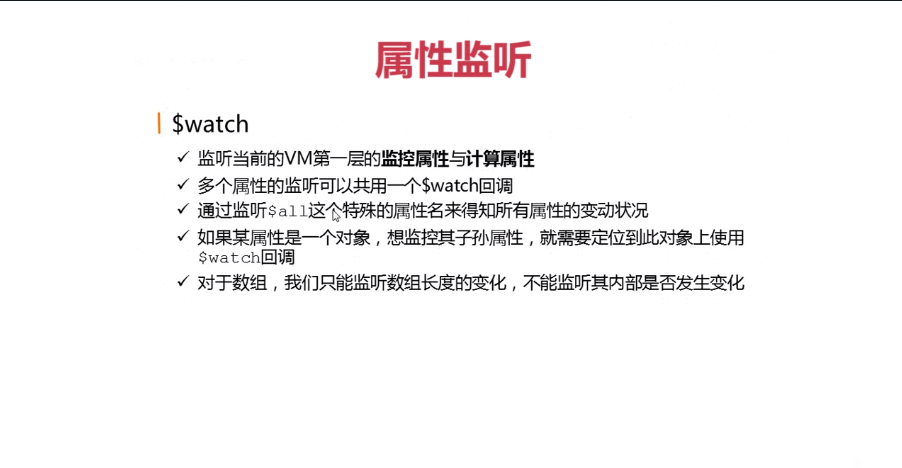 属性监听
$watch
✓ 监听当前的VM第一层的监控属性与计算属性
✓ 多个属性的监听可以共用一个$watch回调
✓ 通过监听$all这个特殊的属性名来得知所有属性的变动状况
✓ 如果某属性是一个对象，想监控其子孙属性，就需要定位到此对象上使用
$watch回调
✓ 对于数组，我们只能监听数组长度的变化，不能监听其内部是否发生变化